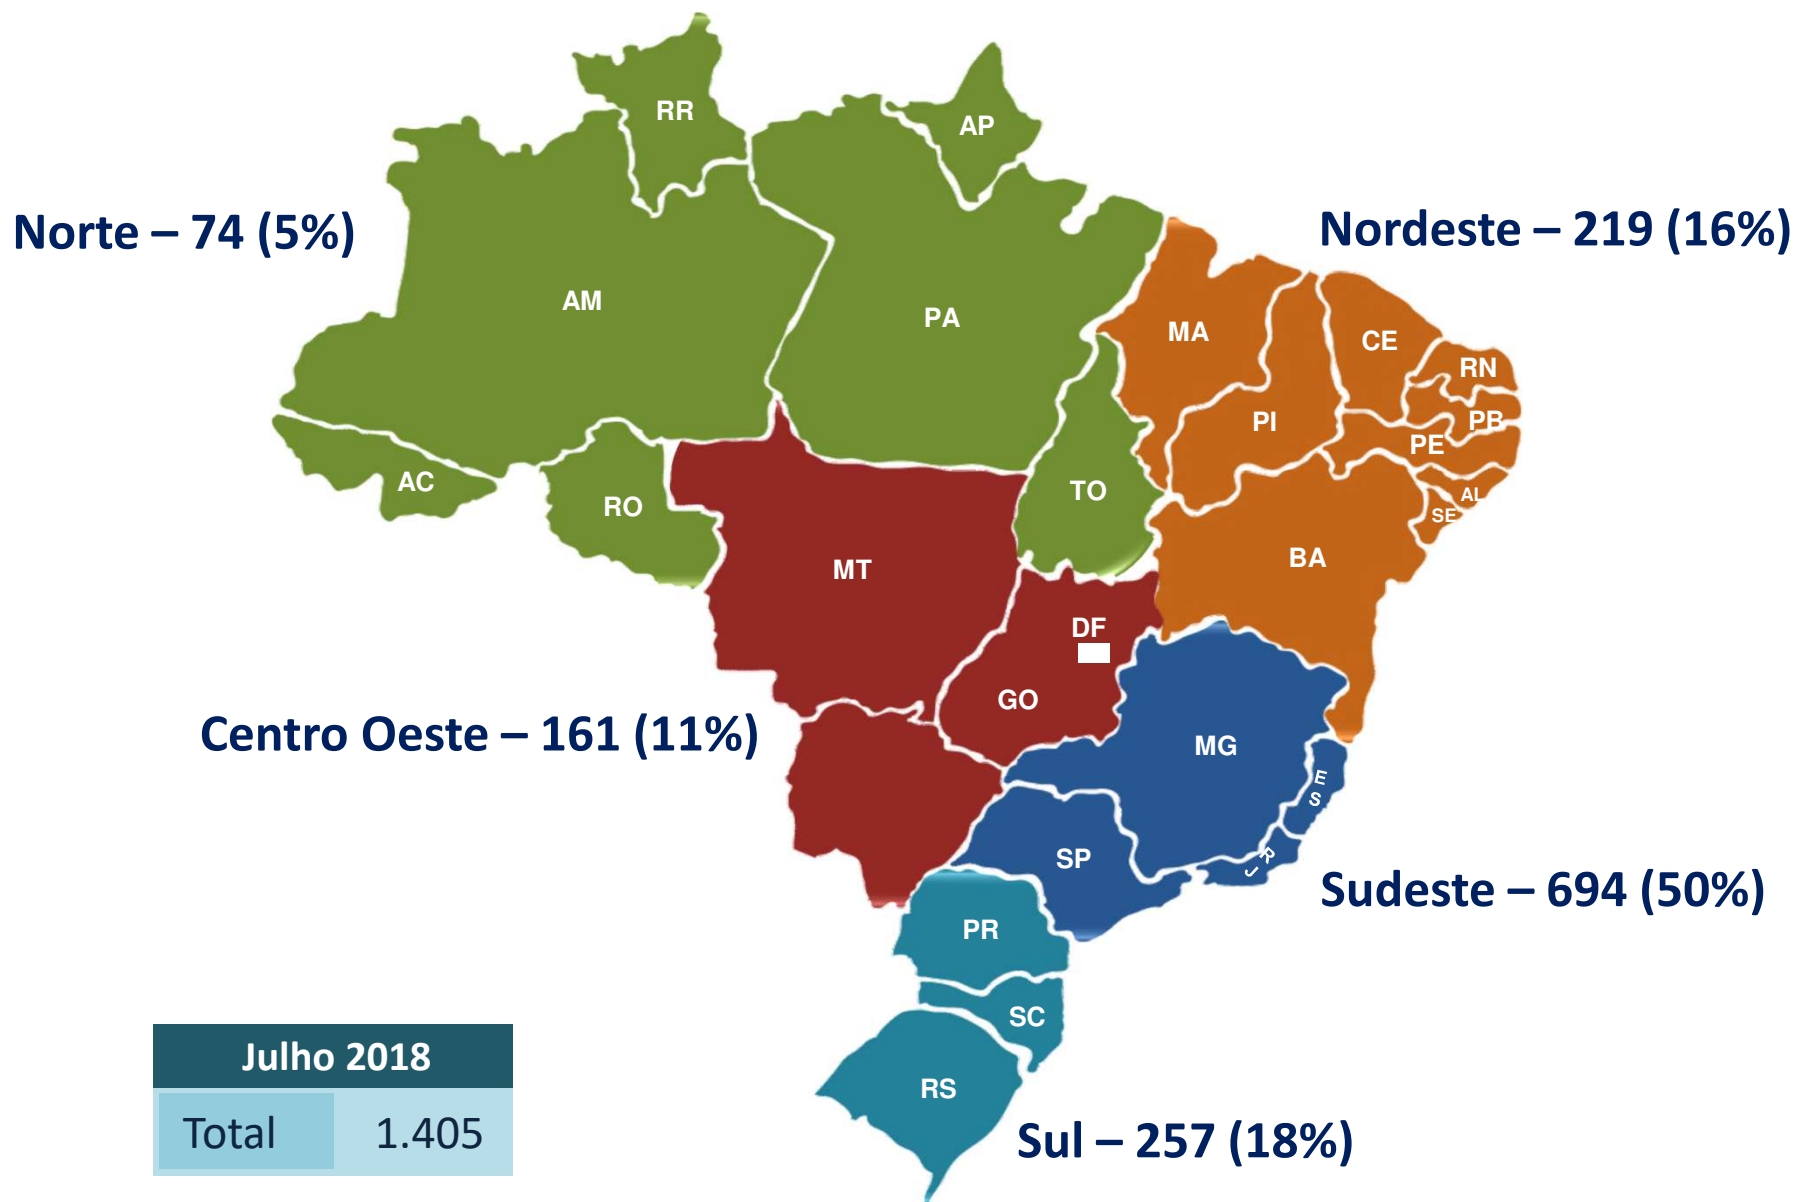 RR
AP
Norte – 74 (5%)
Nordeste – 219 (16%)
AM
PA
MA
CE
RN
PI
PB
PE
AC
RO
TO
AL
SE
MT
BA
DF
GO
Centro Oeste – 161 (11%)
MG
ES
SP
RJ
Sudeste – 694 (50%)
PR
SC
RS
Julho 2018
Total 1.405
Sul – 257 (18%)